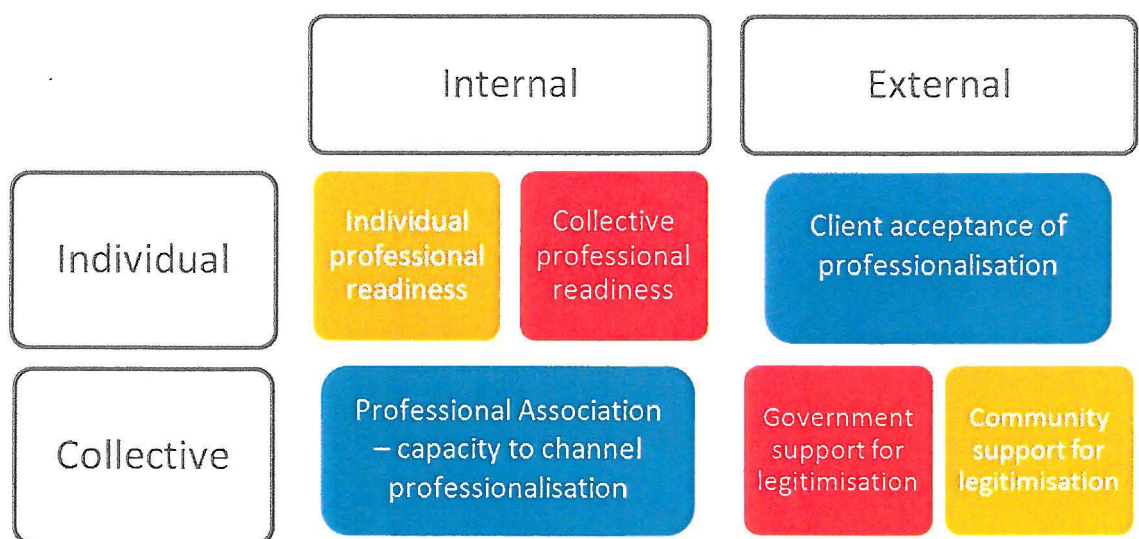 Internal
External
Individual
Individual
professional
readiness
Collective
professional
readiness
Client acceptance of
professionalisation
Collective
Professional Association
– capacity to channel
professionalisation
Government
support for
legitimisation
Community
support for
legitimisation